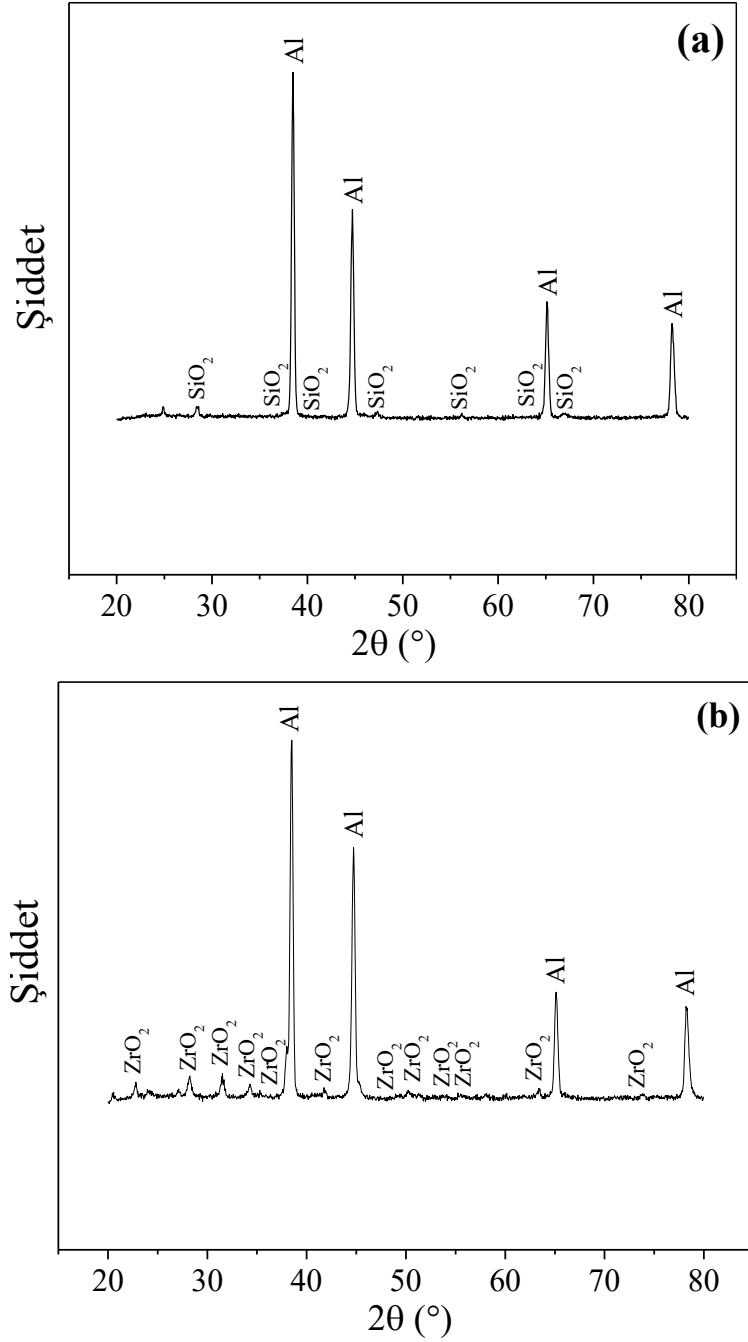 (a)
Al
Al
Al
Al
SiO₂
SiO₂
SiO₂
SiO₂
SiO₂
SiO₂
SiO₂
Şiddet
20 30 40 50 60 70 80
2θ (°)
(b)
Al
Al
Al
Al
ZrO₂
ZrO₂
ZrO₂
ZrO₂
ZrO₂
ZrO₂
ZrO₂
ZrO₂
ZrO₂
ZrO₂
ZrO₂
ZrO₂
Şiddet
20 30 40 50 60 70 80
2θ (°)